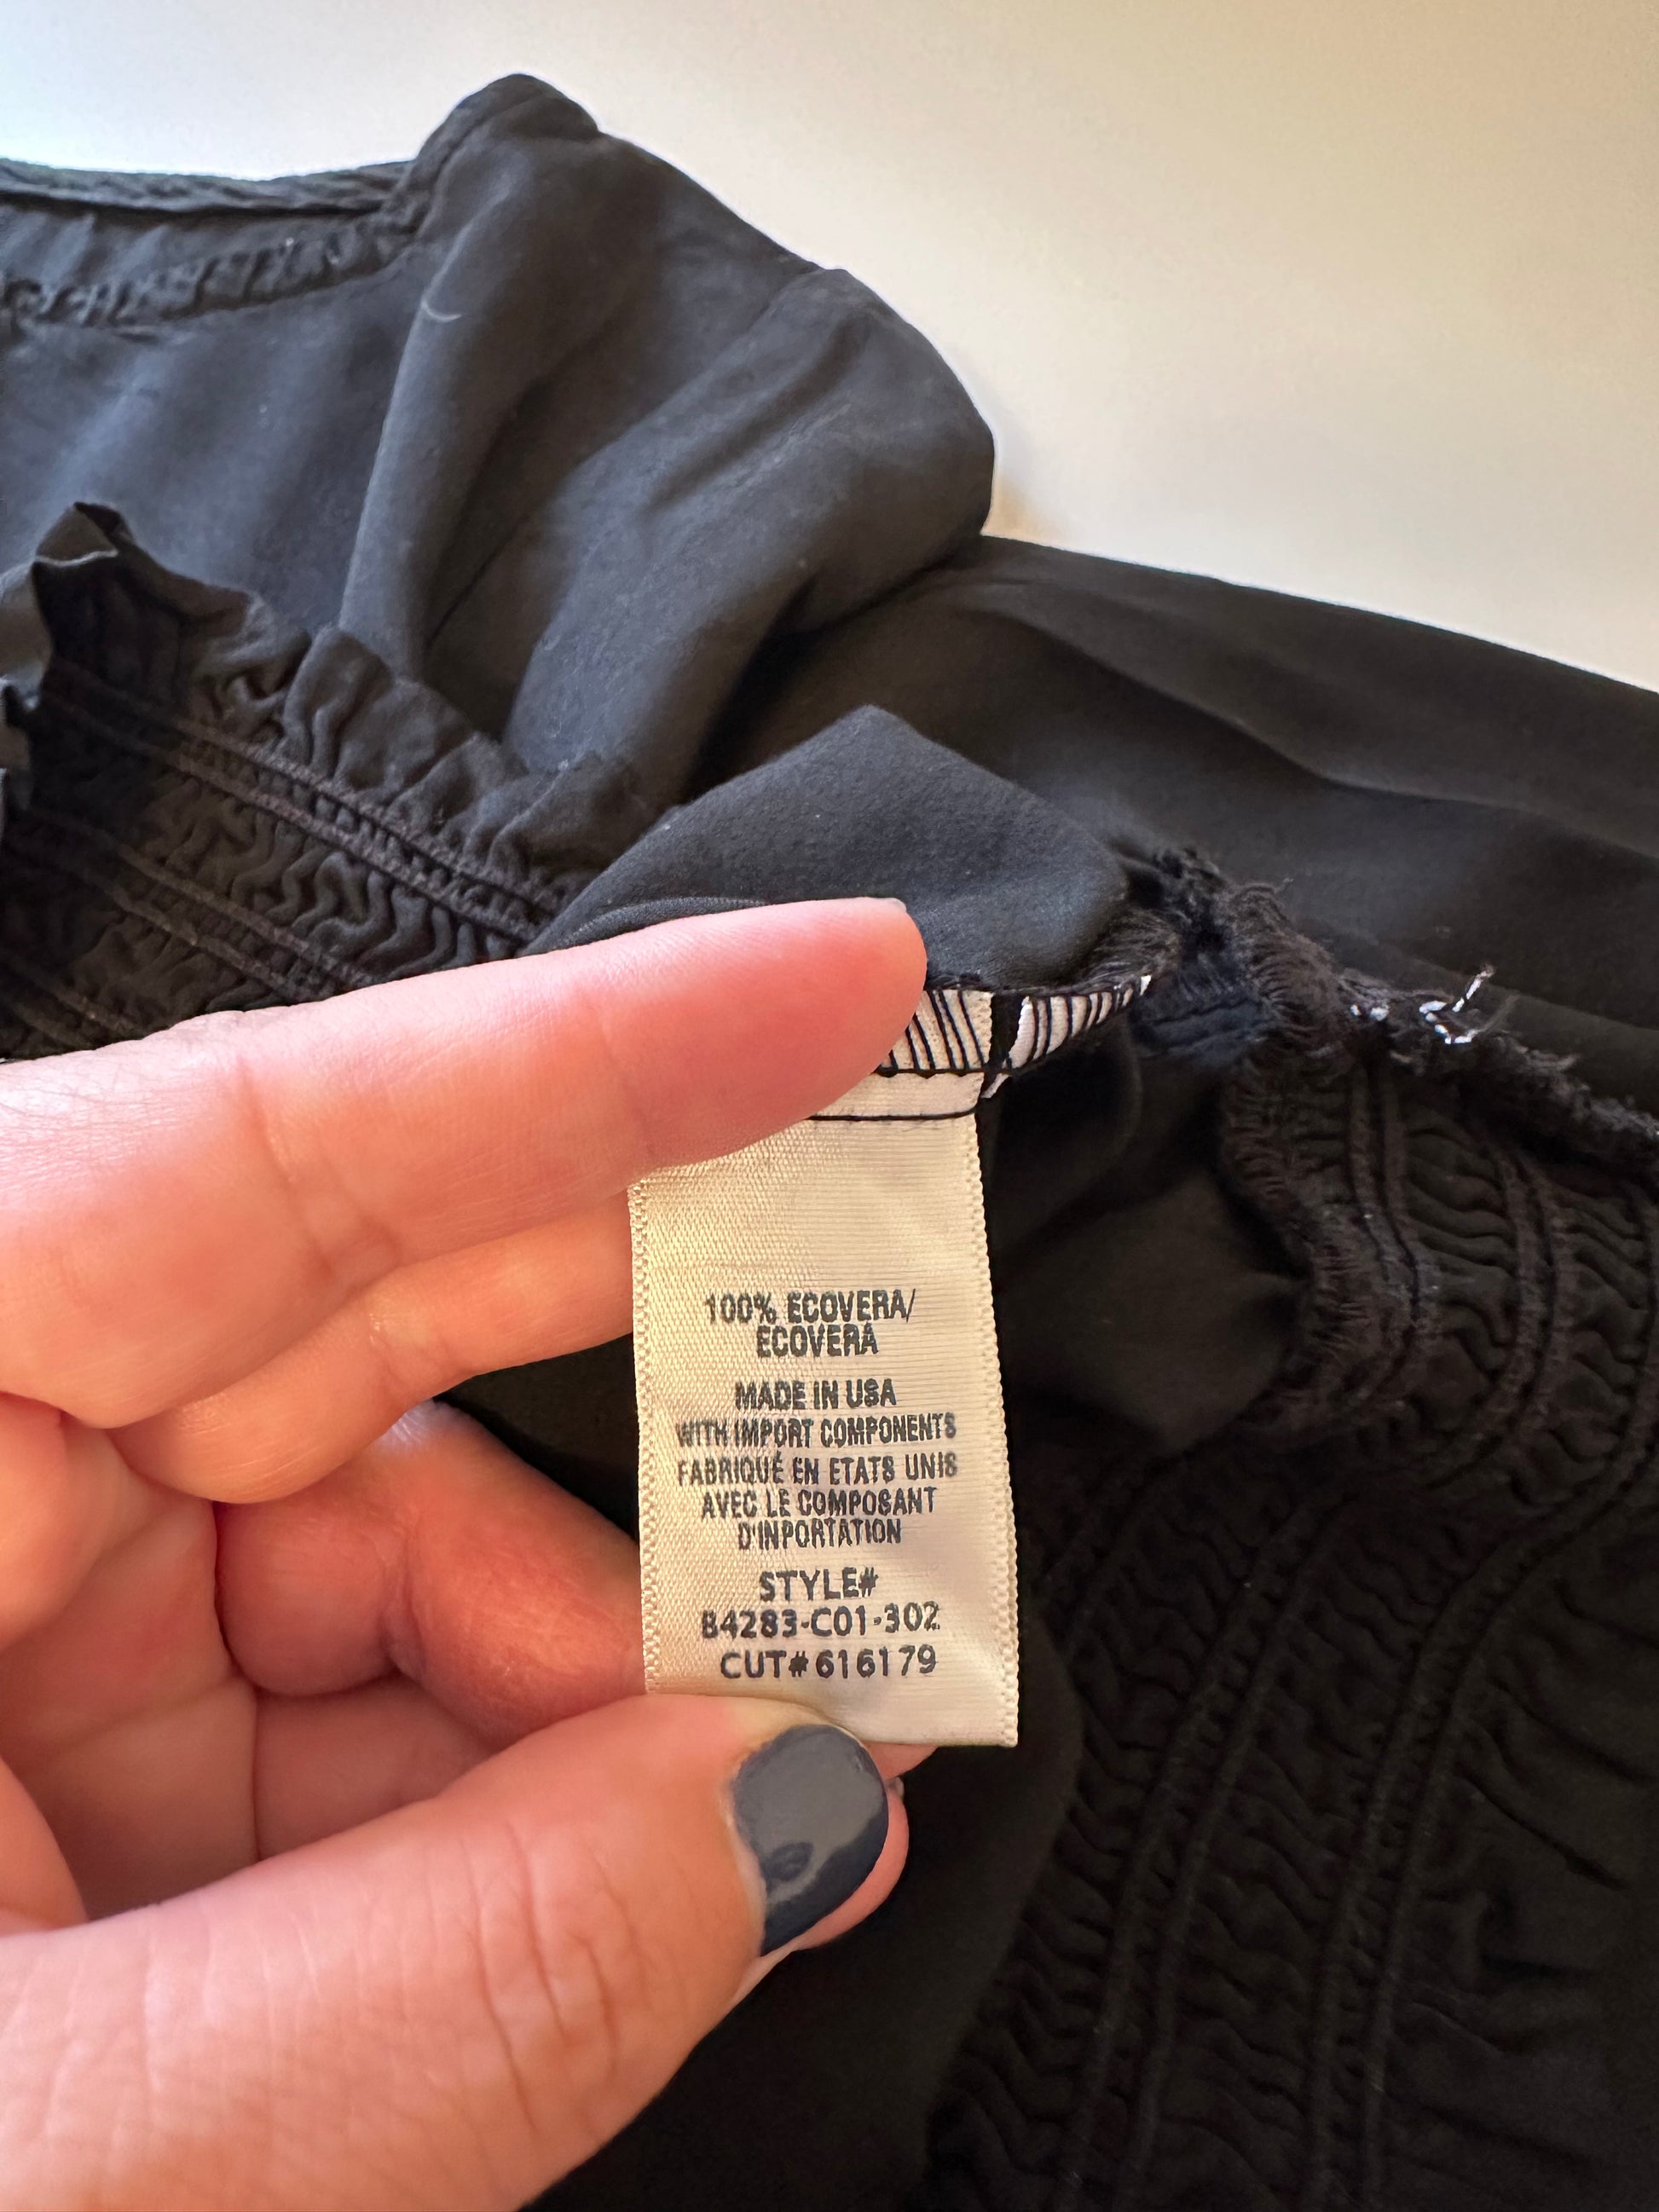 100% ECOVERA/
ECOVERA
MADE IN USA
WITH IMPORT COMPONENTS
FABRIQUÉ EN ETATS UNIS
AVEC LE COMPOSANT
D'INPORTATION
STYLE#
B4283-C01-302
CUT#616179